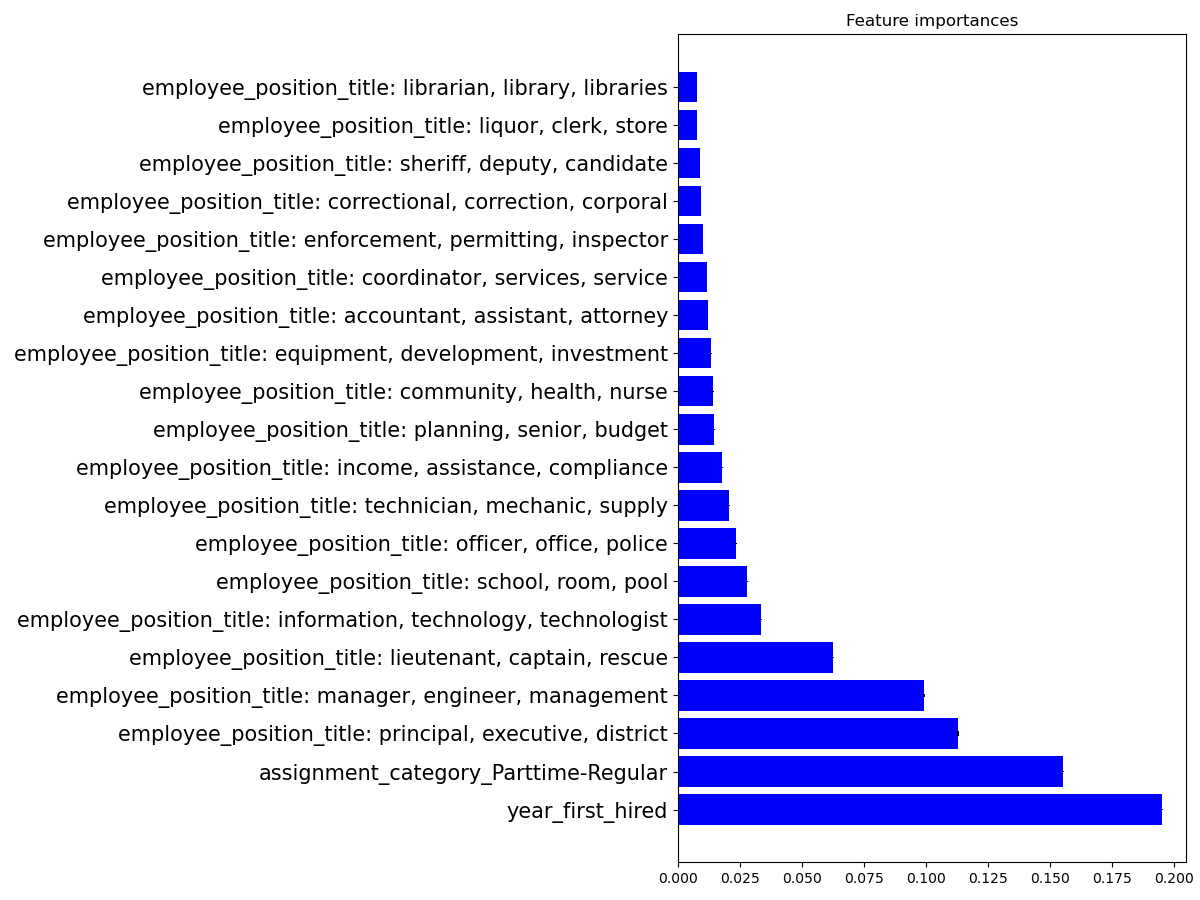 Feature importances
employee_position_title: librarian, library, libraries
employee_position_title: liquor, clerk, store
employee_position_title: sheriff, deputy, candidate
employee_position_title: correctional, correction, corporal
employee_position_title: enforcement, permitting, inspector
employee_position_title: coordinator, services, service
employee_position_title: accountant, assistant, attorney
employee_position_title: equipment, development, investment
employee_position_title: community, health, nurse
employee_position_title: planning, senior, budget
employee_position_title: income, assistance, compliance
employee_position_title: technician, mechanic, supply
employee_position_title: officer, office, police
employee_position_title: school, room, pool
employee_position_title: information, technology, technologist
employee_position_title: lieutenant, captain, rescue
employee_position_title: manager, engineer, management
employee_position_title: principal, executive, district
assignment_category_Parttime-Regular
year_first_hired
0.000 0.025 0.050 0.075 0.100 0.125 0.150 0.175 0.200